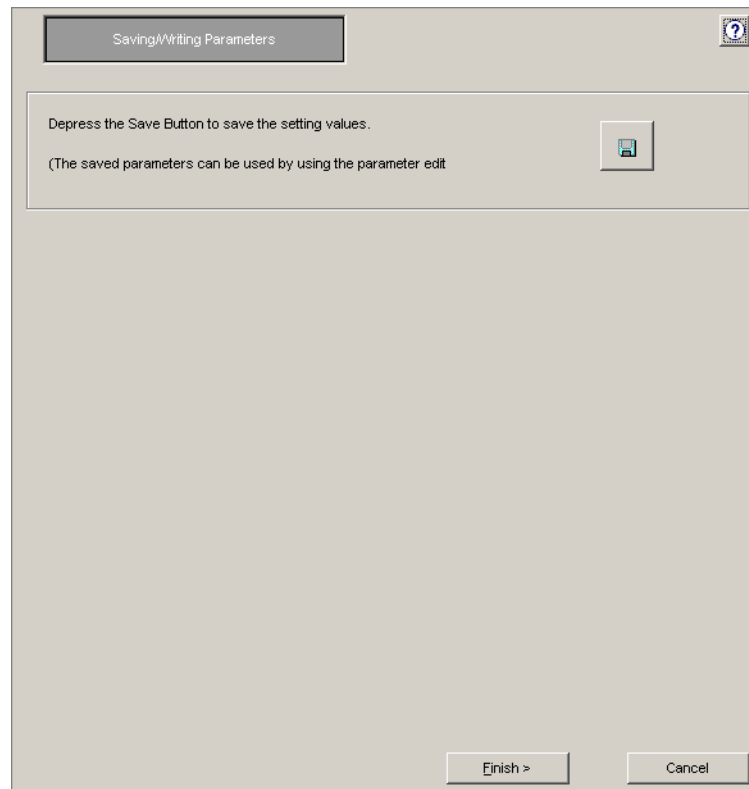 Saving/Writing Parameters
Depress the Save Button to save the setting values.
(The saved parameters can be used by using the parameter edit
Finish >
Cancel